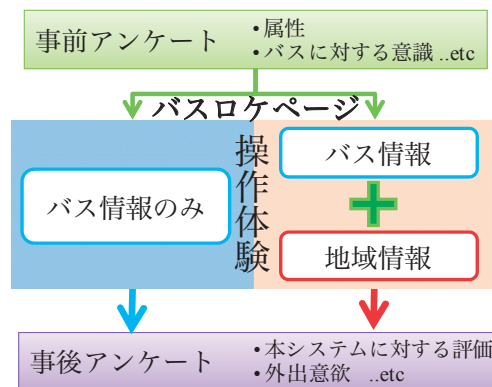 事前アンケート
・属性
・バスに対する意識 ..etc
バスロケページ
操作体験
バス情報のみ
バス情報
+
地域情報
事後アンケート
・本システムに対する評価
・外出意欲 ..etc